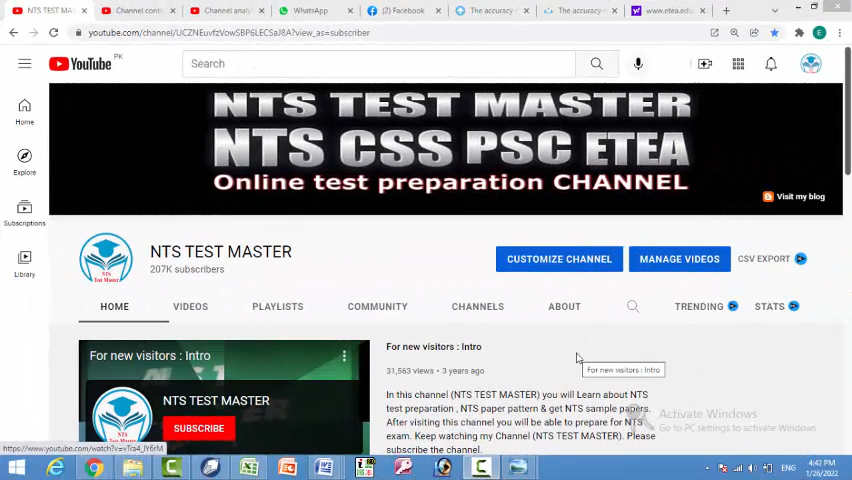 NTS TEST MAS
Channel conte
Channel analy
WhatsApp
(2) Facebook
The accuracy o
The accuracy o
www.etea.edu
youtube.com/channel/UCZNEuvfzVowSBP6LECSaJ8A?view_as=subscriber
YouTube PK
Search
Home
Explore
Subscriptions
Library
NTS TEST MASTER
NTS CSS PSC ETEA
Online test preparation CHANNEL
Visit my blog
NTS TEST MASTER
207K subscribers
NTS
Test Master
CUSTOMIZE CHANNEL
MANAGE VIDEOS
CSV EXPORT
HOME VIDEOS PLAYLISTS COMMUNITY CHANNELS ABOUT TRENDING STATS
For new visitors : Intro
NTS TEST MASTER
SUBSCRIBE
For new visitors : Intro
31,563 views • 3 years ago
For new visitors : Intro
In this channel (NTS TEST MASTER) you will Learn about NTS
test preparation , NTS paper pattern & get NTS sample papers.
After visiting this channel you will able to prepare for NTS
exam. Keep watching my Channel (NTS TEST MASTER). Please
subscribe the channel.
Activate Windows
Go to PC settings to activate Windows.
ENG
4:42 PM
1/26/2022